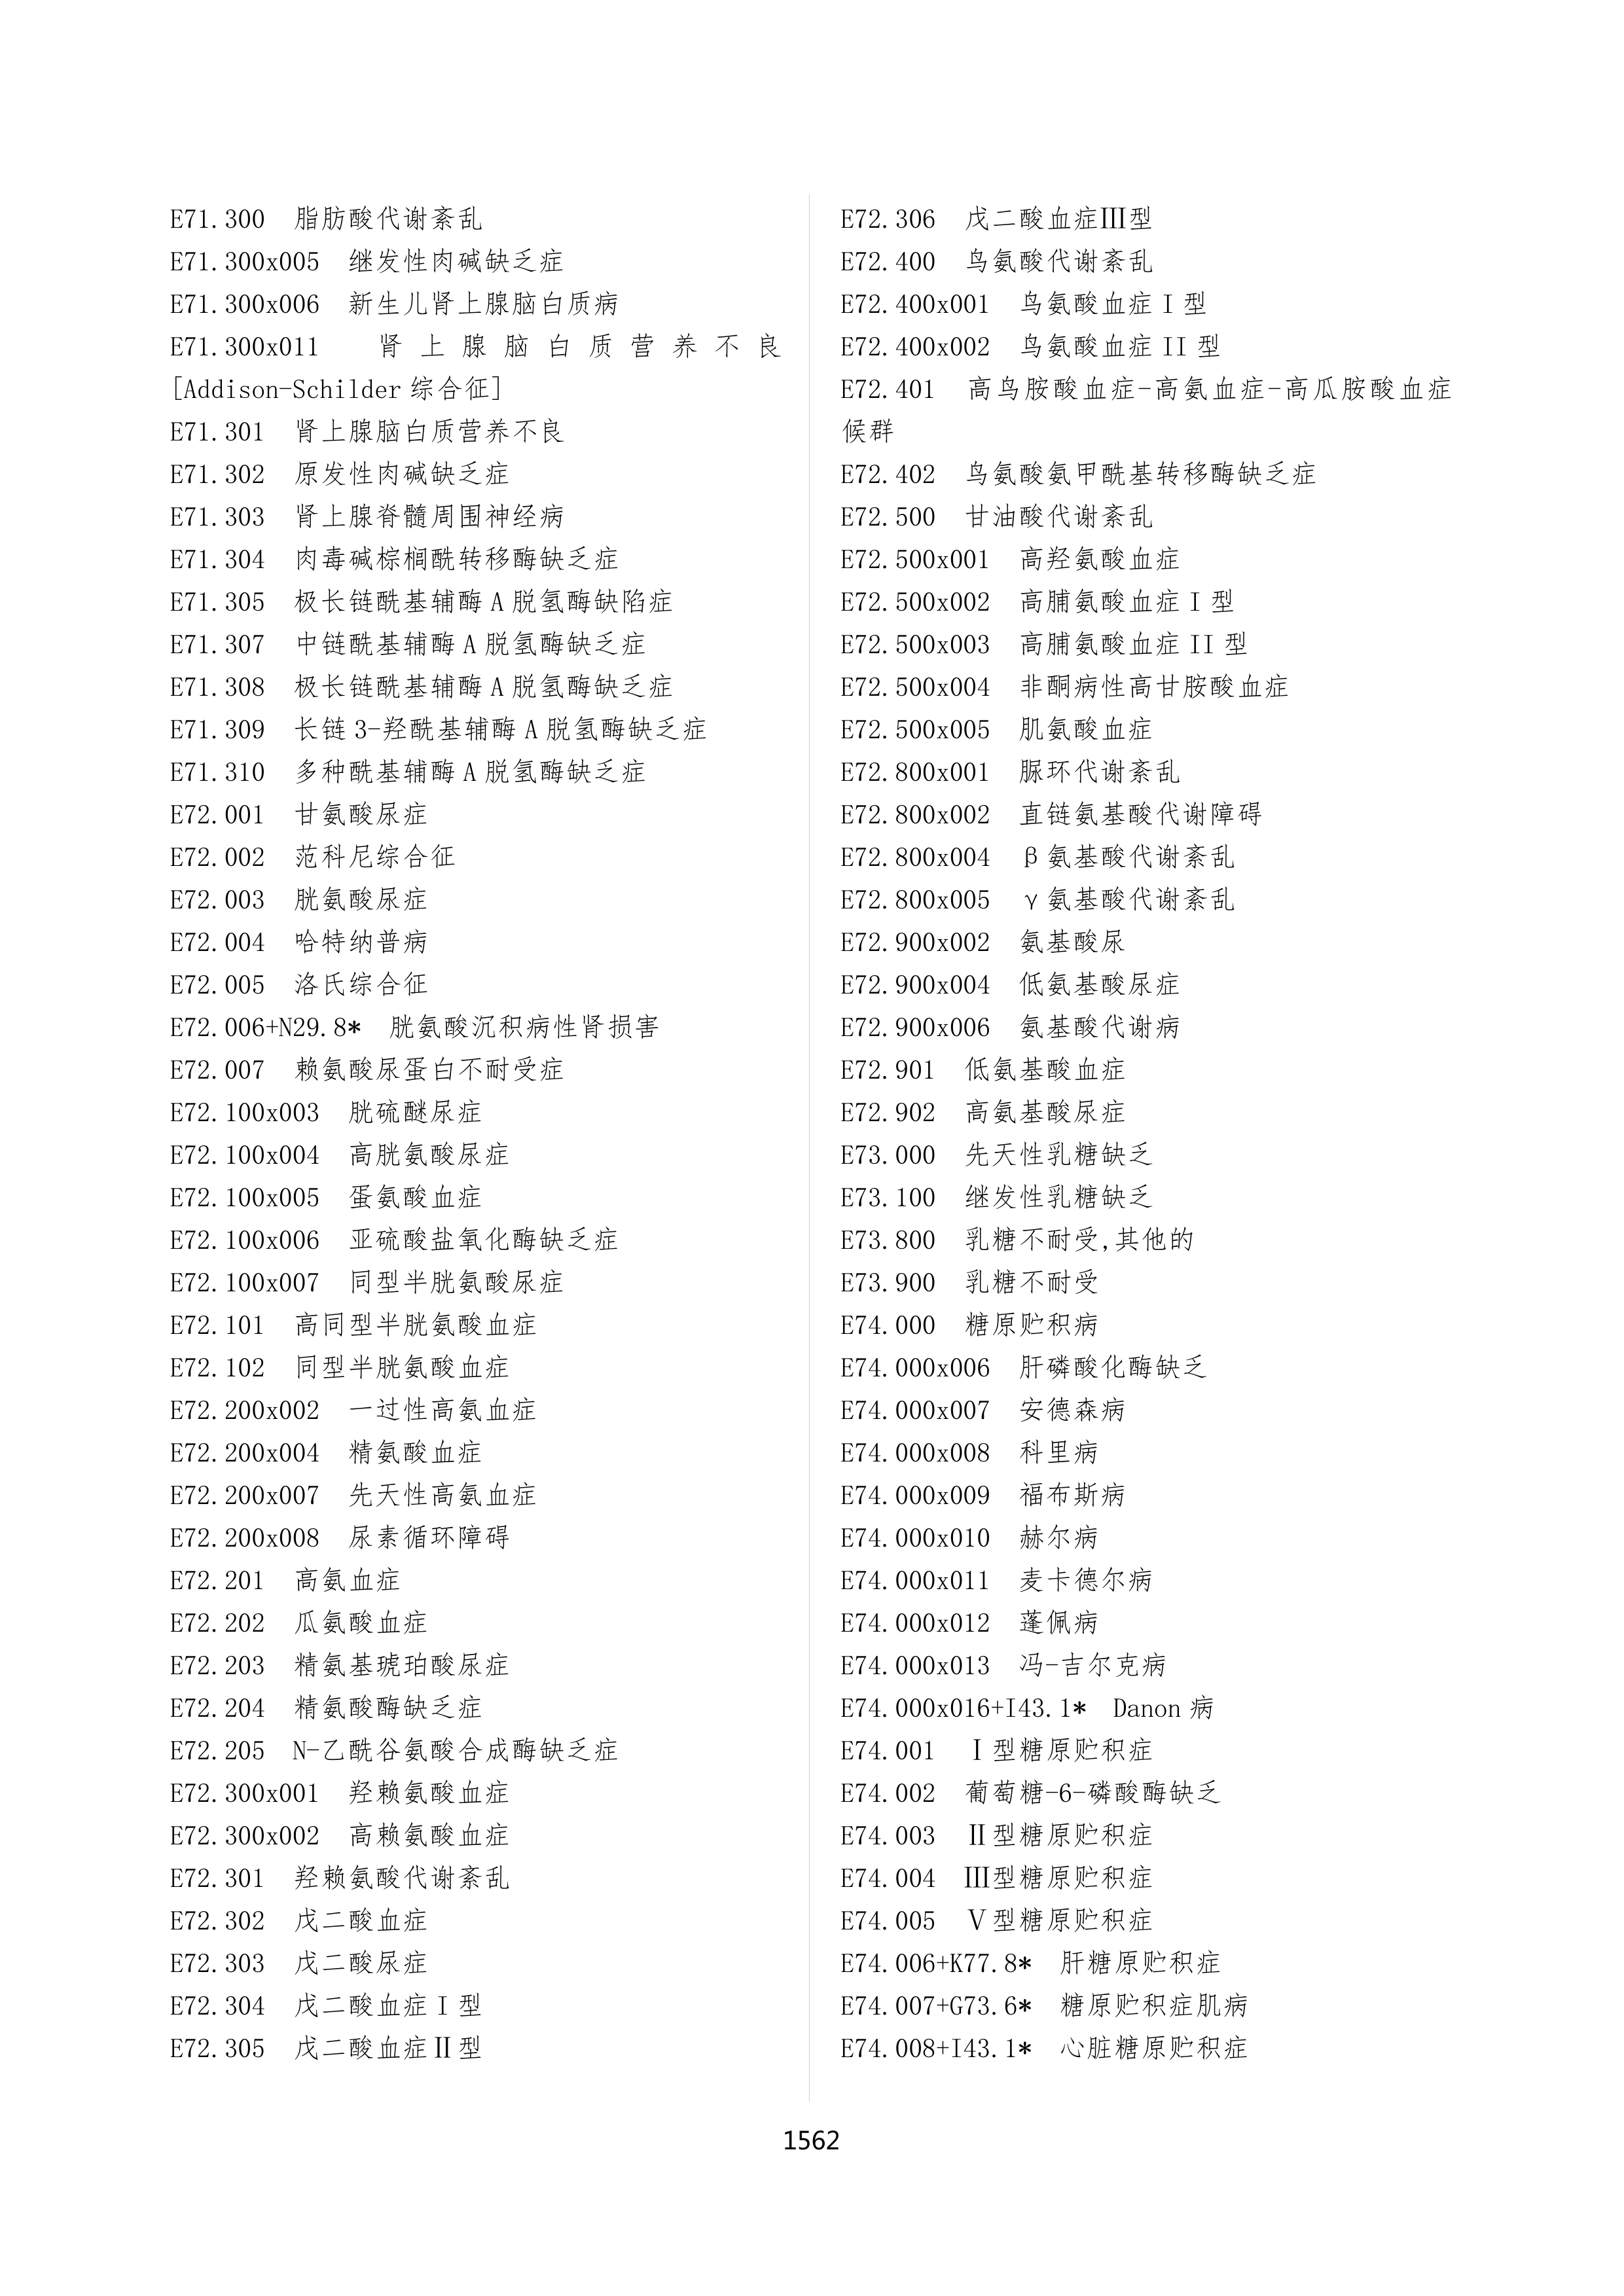 E71.300 脂肪酸代谢紊乱
E71.300x005 继发性肉碱缺乏症
E71.300x006 新生儿肾上腺脑白质病
E71.300x011 肾上腺脑白质营养不良
[Addison-Schilder 综合征]
E71.301 肾上腺脑白质营养不良
E71.302 原发性肉碱缺乏症
E71.303 肾上腺脊髓周围神经病
E71.304 肉毒碱棕榈酰转移酶缺乏症
E71.305 极长链酰基辅酶 A 脱氢酶缺陷症
E71.307 中链酰基辅酶 A 脱氢酶缺乏症
E71.308 极长链酰基辅酶 A 脱氢酶缺乏症
E71.309 长链 3-羟酰基辅酶 A 脱氢酶缺乏症
E71.310 多种酰基辅酶 A 脱氢酶缺乏症
E72.001 甘氨酸尿症
E72.002 范科尼综合征
E72.003 胱氨酸尿症
E72.004 哈特纳普病
E72.005 洛氏综合征
E72.006+N29.8* 胱氨酸沉积病性肾损害
E72.007 赖氨酸尿蛋白不耐受症
E72.100x003 胱硫醚尿症
E72.100x004 高胱氨酸尿症
E72.100x005 蛋氨酸血症
E72.100x006 亚硫酸盐氧化酶缺乏症
E72.100x007 同型半胱氨酸尿症
E72.101 高同型半胱氨酸血症
E72.102 同型半胱氨酸血症
E72.200x002 一过性高氨血症
E72.200x004 精氨酸血症
E72.200x007 先天性高氨血症
E72.200x008 尿素循环障碍
E72.201 高氨血症
E72.202 瓜氨酸血症
E72.203 精氨基琥珀酸尿症
E72.204 精氨酸酶缺乏症
E72.205 N-乙酰谷氨酸合成酶缺乏症
E72.300x001 羟赖氨酸血症
E72.300x002 高赖氨酸血症
E72.301 羟赖氨酸代谢紊乱
E72.302 戊二酸血症
E72.303 戊二酸尿症
E72.304 戊二酸血症 I 型
E72.305 戊二酸血症Ⅱ型
E72.306 戊二酸血症Ⅲ型
E72.400 鸟氨酸代谢紊乱
E72.400x001 鸟氨酸血症 I 型
E72.400x002 鸟氨酸血症 II 型
E72.401 高鸟胺酸血症-高氨血症-高瓜胺酸血症
候群
E72.402 鸟氨酸氨甲酰基转移酶缺乏症
E72.500 甘油酸代谢紊乱
E72.500x001 高羟氨酸血症
E72.500x002 高脯氨酸血症 I 型
E72.500x003 高脯氨酸血症 II 型
E72.500x004 非酮病性高甘胺酸血症
E72.500x005 肌氨酸血症
E72.800x001 脲环代谢紊乱
E72.800x002 直链氨基酸代谢障碍
E72.800x004 β氨基酸代谢紊乱
E72.800x005 γ氨基酸代谢紊乱
E72.900x002 氨基酸尿
E72.900x004 低氨基酸尿症
E72.900x006 氨基酸代谢病
E72.901 低氨基酸血症
E72.902 高氨基酸尿症
E73.000 先天性乳糖缺乏
E73.100 继发性乳糖缺乏
E73.800 乳糖不耐受,其他的
E73.900 乳糖不耐受
E74.000 糖原贮积病
E74.000x006 肝磷酸化酶缺乏
E74.000x007 安德森病
E74.000x008 科里病
E74.000x009 福布斯病
E74.000x010 赫尔病
E74.000x011 麦卡德尔病
E74.000x012 蓬佩病
E74.000x013 冯-吉尔克病
E74.000x016+I43.1* Danon 病
E74.001 Ⅰ型糖原贮积症
E74.002 葡萄糖-6-磷酸酶缺乏
E74.003 Ⅱ型糖原贮积症
E74.004 Ⅲ型糖原贮积症
E74.005 Ⅴ型糖原贮积症
E74.006+K77.8* 肝糖原贮积症
E74.007+G73.6* 糖原贮积症肌病
E74.008+I43.1* 心脏糖原贮积症
1562